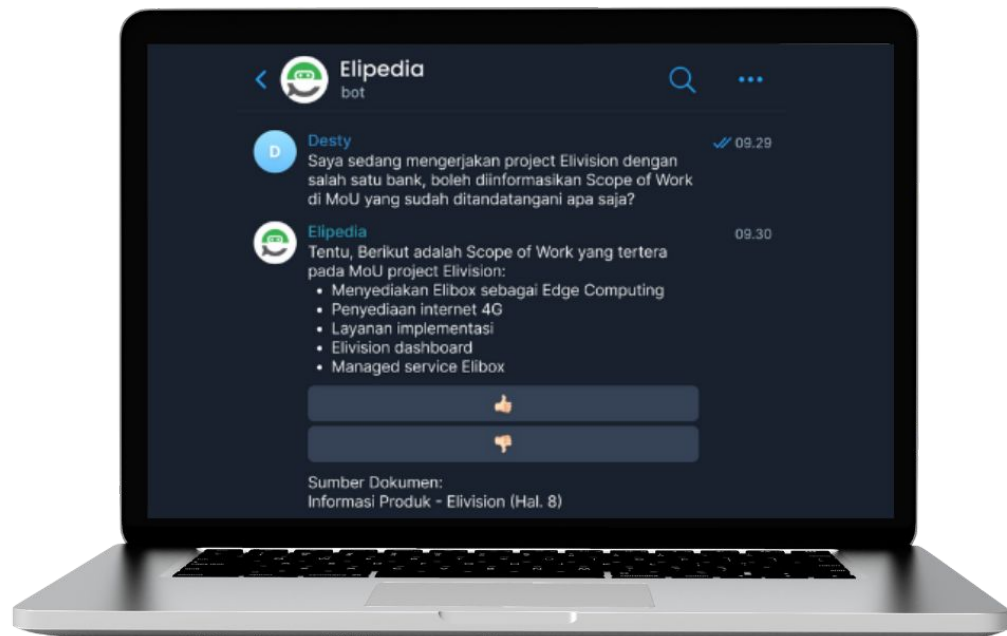 Elipedia
bot
Desty
09.29
Saya sedang mengerjakan project Elivision dengan
salah satu bank, boleh diinformasikan Scope of Work
di MoU yang sudah ditandatangani apa saja?
Elipedia
09.30
Tentu, Berikut adalah Scope of Work yang tertera
pada MoU project Elivision:
• Menyediakan Elibox sebagai Edge Computing
• Penyediaan internet 4G
• Layanan implementasi
• Elivision dashboard
• Managed service Elibox
Sumber Dokumen:
Informasi Produk - Elivision (Hal. 8)
D